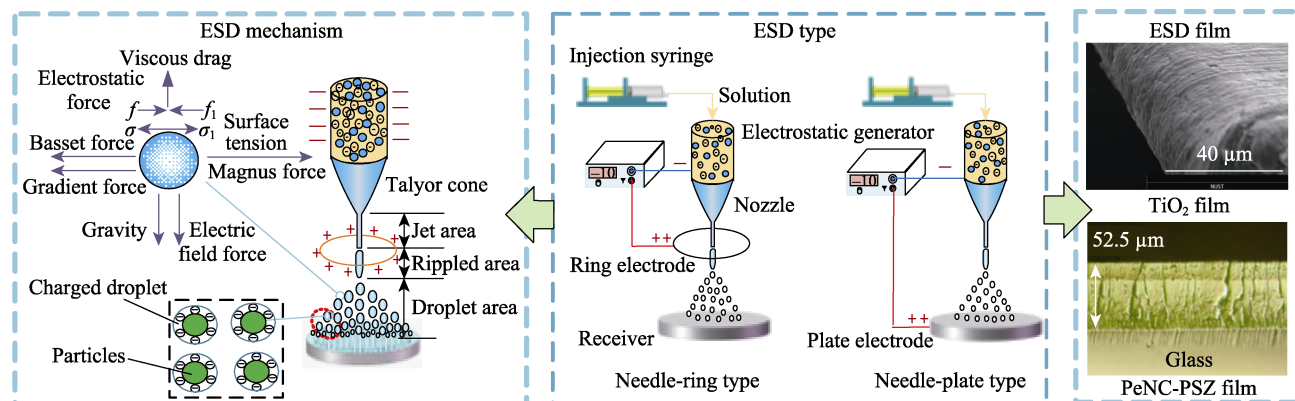 ESD mechanism
Viscous drag
Electrostatic
force
f
f₁
σ
σ₁
Surface
tension
Basset force
Magnus force
Gradient force
Gravity
Electric
field force
Talyor cone
Jet area
Rippled area
Droplet area
Charged droplet
Particles
ESD type
Injection syringe
Solution
Electrostatic generator
Nozzle
++
Ring electrode
Receiver
Needle-ring type
++
Plate electrode
Needle-plate type
ESD film
40 μm
NUST
TiO₂ film
52.5 μm
Glass
PeNC-PSZ film